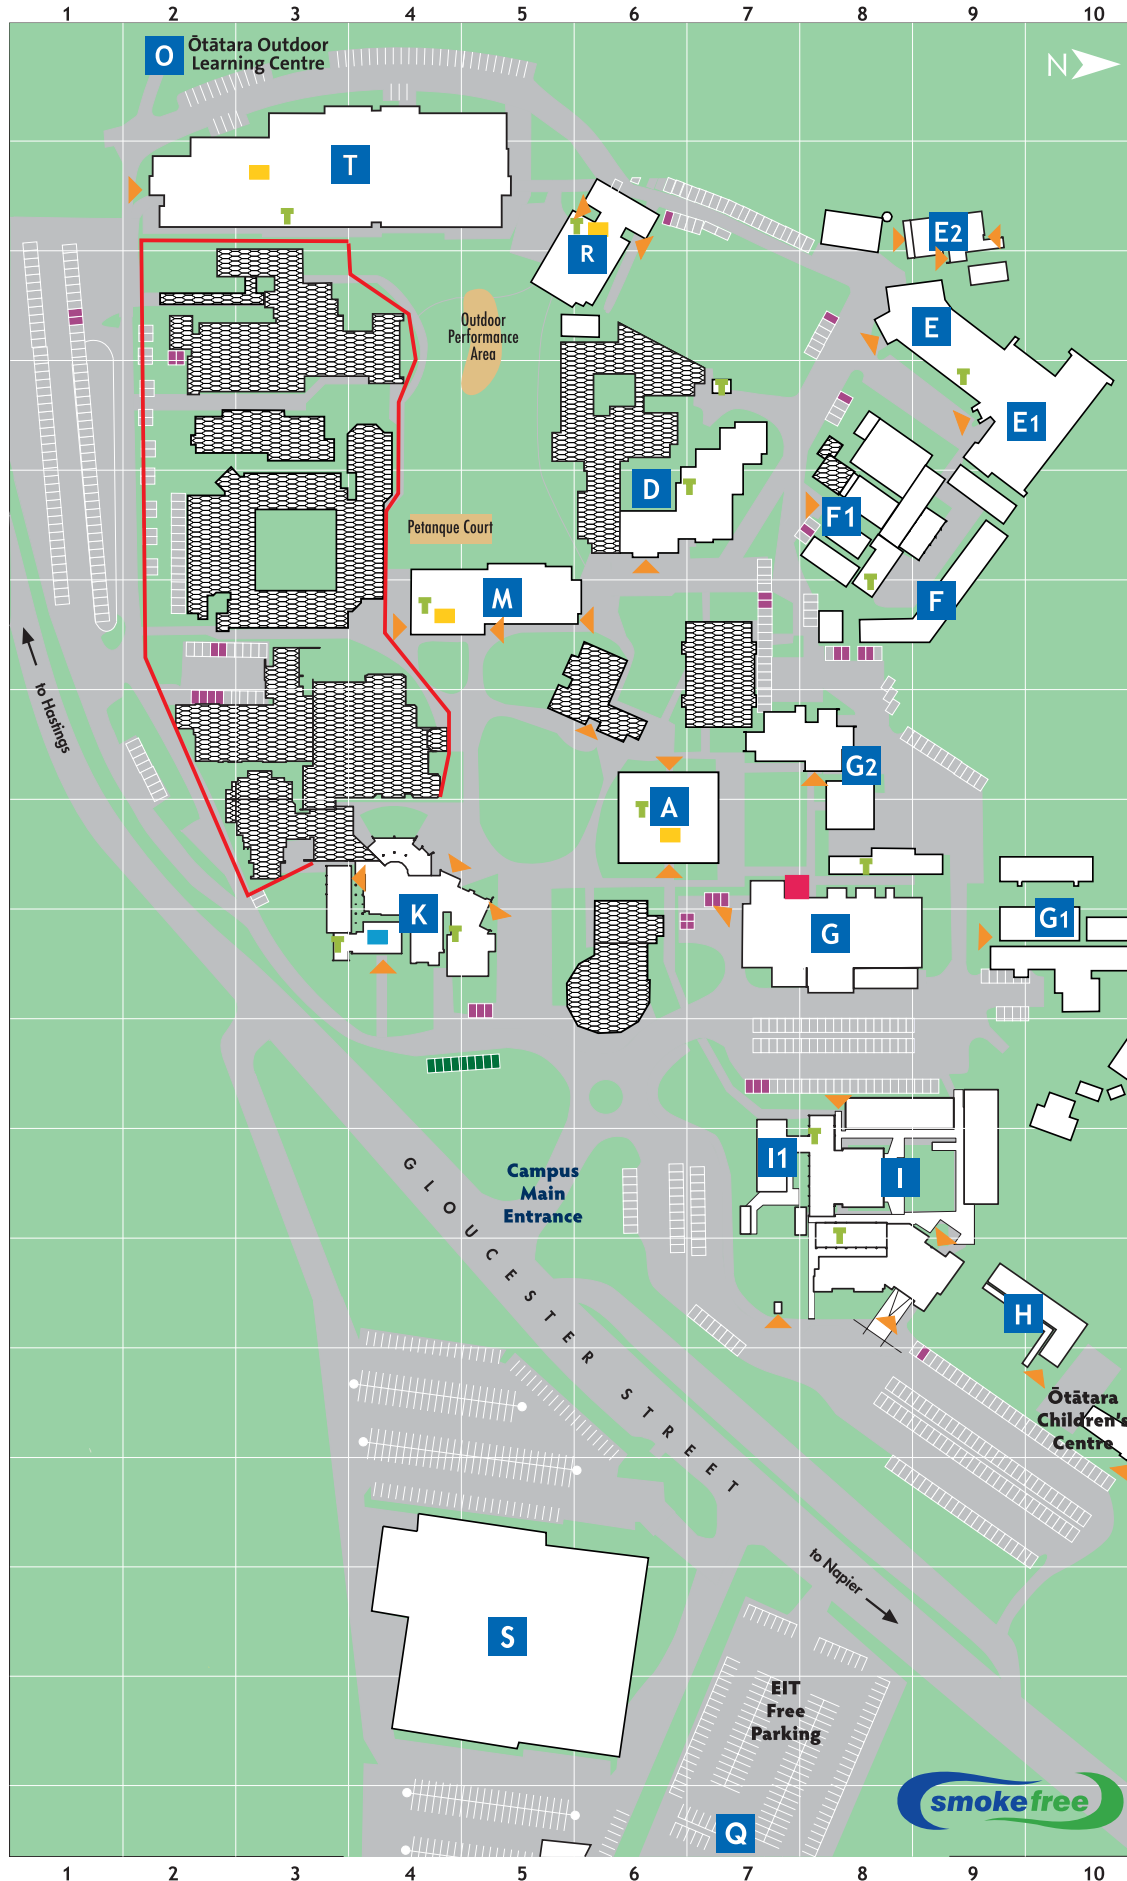 1 2 3 4 5 6 7 8 9 10
O
Ōtātara Outdoor
Learning Centre
N
T
R
E2
E
Outdoor
Performance
Area
E1
D
F1
Petanque Court
M
F
to Hastings
G2
A
K
G
G1
I1
I
Campus
Main
Entrance
GLOUCESTER STREET
H
Ōtātara
Children's
Centre
to Napier
S
EIT
Free
Parking
smokefree
Q
1 2 3 4 5 6 7 8 9 10